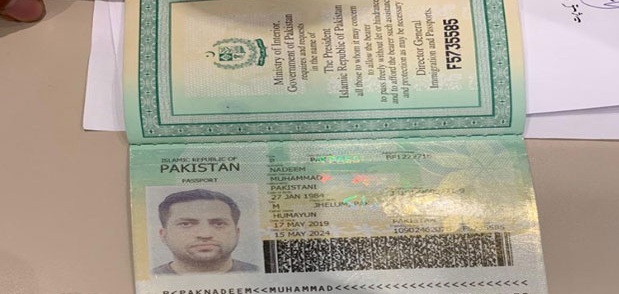 Ministry of Interior,
Government of Pakistan
requires and requests
in the name of
The President
Islamic Republic of Pakistan
all those to whom it may concern
to allow the bearer
to pass freely without let or hindrance
and to afford the bearer such assistance
and protection as may be necessary
Director General
Immigration and Passports.
F5735585
ISLAMIC REPUBLIC OF
PAKISTAN
PASSPORT
P PAK
NADEEM
MUHAMMAD
PAKISTANI
27 JAN 1984
M JHELUM, PAK
HUMAYUN
17 MAY 2019 PAKISTAN
15 MAY 2024
P<PAKNADEEM<<MUHAMMAD<<<<<<<<<<<<<<<<<<<<